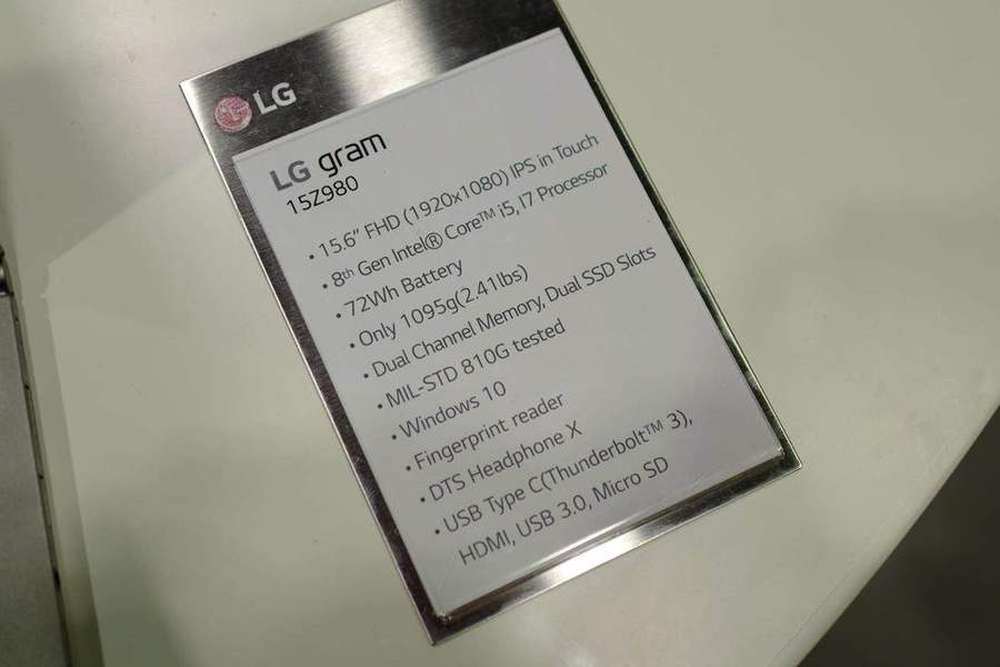 LG
LG gram
15Z980
• 15.6" FHD (1920x1080) IPS in Touch
• 8th Gen Intel® Core™ i5, I7 Processor
• 72Wh Battery
• Only 1095g(2.41lbs)
• Dual Channel Memory, Dual SSD Slots
• MIL-STD 810G tested
• Windows 10
• Fingerprint reader
• DTS Headphone X
• USB Type C(Thunderbolt™ 3),
HDMI, USB 3.0, Micro SD